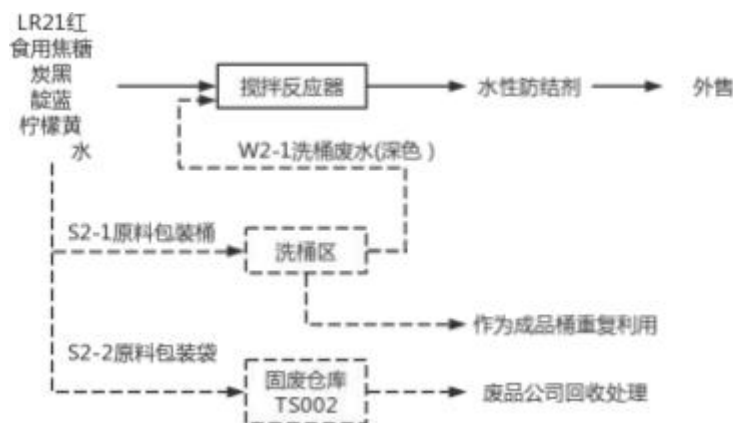 LR21红
食用焦糖
炭黑
靛蓝
柠檬黄
水
搅拌反应器
水性防结剂
外售
W2-1洗桶废水(深色）
S2-1原料包装桶
洗桶区
作为成品桶重复利用
S2-2原料包装袋
固废仓库
TS002
废品公司回收处理